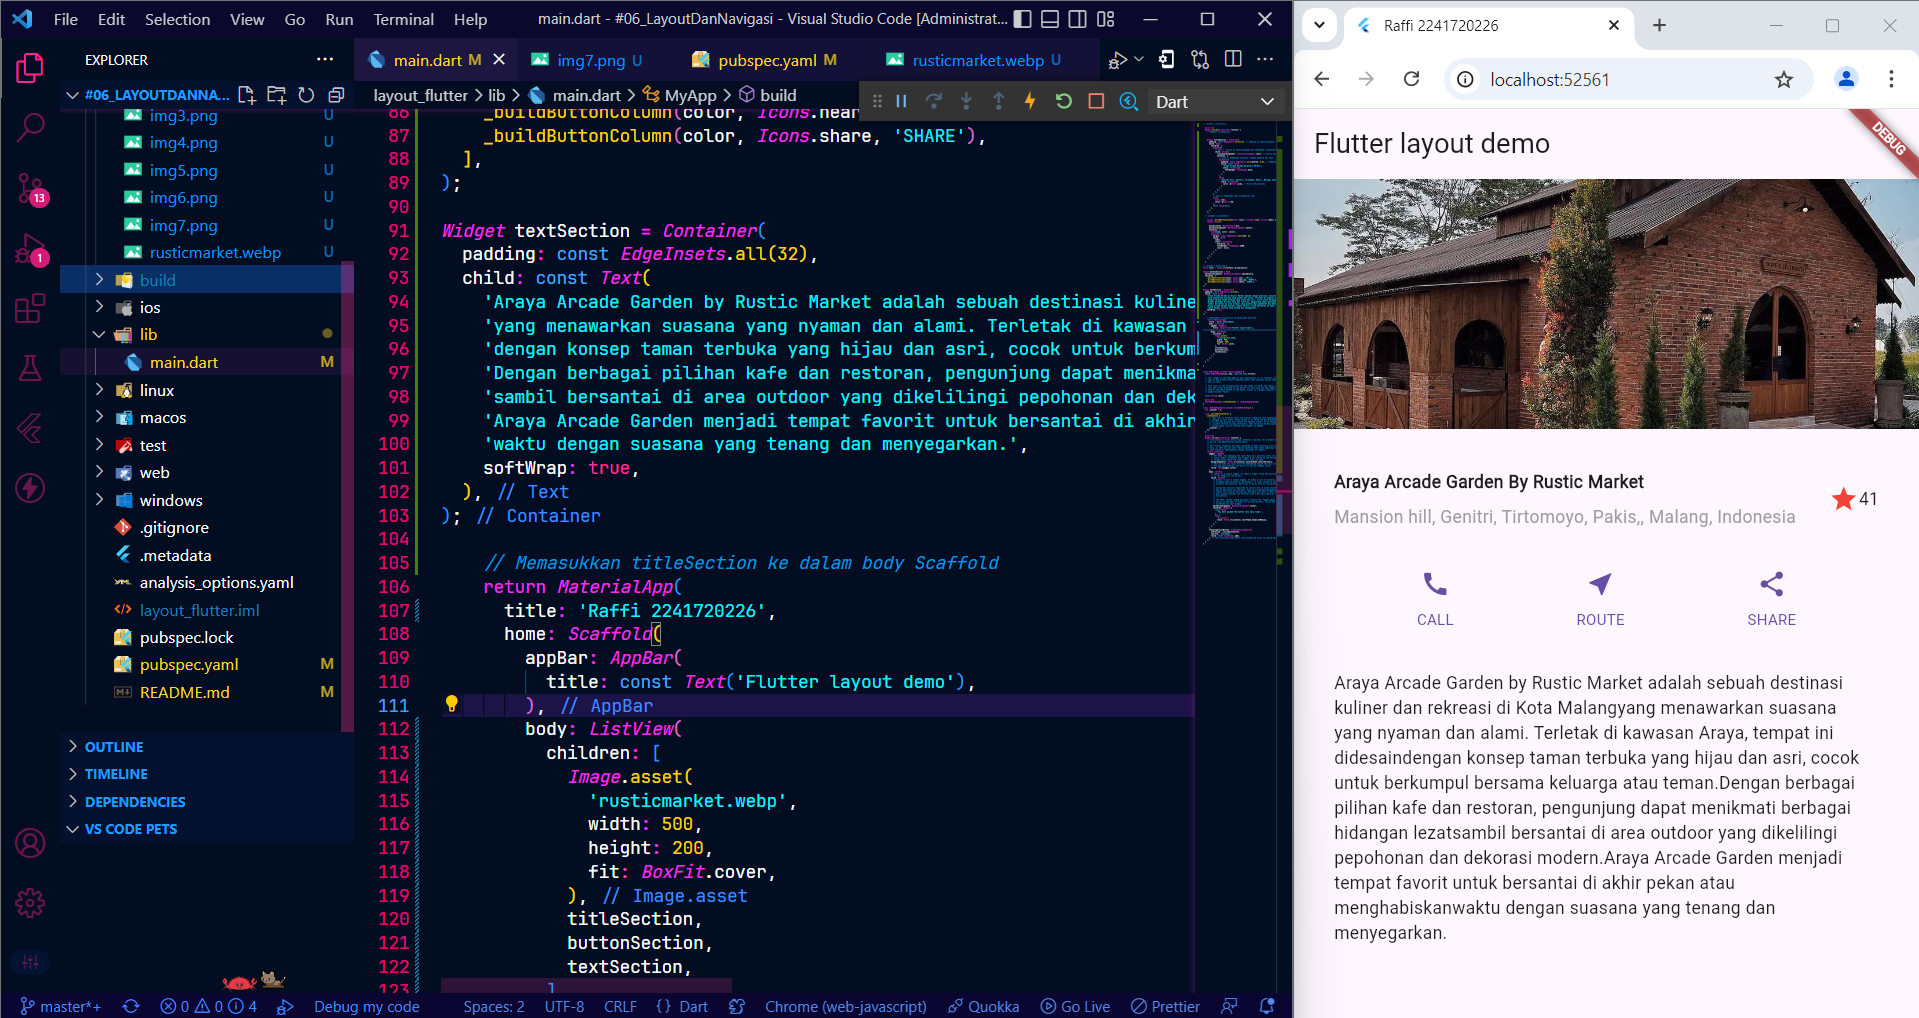 File Edit Selection View Go Run Terminal Help
main.dart - #06_LayoutDanNavigasi - Visual Studio Code [Administrat...
EXPLORER
#06_LAYOUTDANNA...
img3.png U
img4.png U
img5.png U
img6.png U
img7.png U
rusticmarket.webp U
build
ios
lib
main.dart M
linux
macos
test
web
windows
.gitignore
.metadata
analysis_options.yaml
layout_flutter.iml
pubspec.lock
pubspec.yaml M
README.md M
OUTLINE
TIMELINE
DEPENDENCIES
VS CODE PETS
13
1
main.dart M img7.png U pubspec.yaml M rusticmarket.webp U
layout_flutter > lib > main.dart > MyApp > build
Dart
86 _buildButtonColumn(color, Icons.near
87 _buildButtonColumn(color, Icons.share, 'SHARE'),
88 ],
89 );
90
91 Widget textSection = Container(
92 padding: const EdgeInsets.all(32),
93 child: const Text(
94 'Araya Arcade Garden by Rustic Market adalah sebuah destinasi kuline
95 'yang menawarkan suasana yang nyaman dan alami. Terletak di kawasan
96 'dengan konsep taman terbuka yang hijau dan asri, cocok untuk berkum
97 'Dengan berbagai pilihan kafe dan restoran, pengunjung dapat menikma
98 'sambil bersantai di area outdoor yang dikelilingi pepohonan dan dek
99 'Araya Arcade Garden menjadi tempat favorit untuk bersantai di akhir
100 'waktu dengan suasana yang tenang dan menyegarkan.',
101 softWrap: true,
102 ), // Text
103 ); // Container
104
105 // Memasukkan titleSection ke dalam body Scaffold
106 return MaterialApp(
107 title: 'Raffi 2241720226',
108 home: Scaffold(
109 appBar: AppBar(
110 title: const Text('Flutter layout demo'),
111 ), // AppBar
112 body: ListView(
113 children: [
114 Image.asset(
115 'rusticmarket.webp',
116 width: 500,
117 height: 200,
118 fit: BoxFit.cover,
119 ), // Image.asset
120 titleSection,
121 buttonSection,
122 textSection,
123 ]
master*+ 0 0 4 Debug my code Spaces: 2 UTF-8 CRLF {} Dart Chrome (web-javascript) Quokka Go Live Prettier
Raffi 2241720226
localhost:52561
DEBUG
Flutter layout demo
Araya Arcade Garden By Rustic Market
Mansion hill, Genitri, Tirtomoyo, Pakis,, Malang, Indonesia
41
CALL ROUTE SHARE
Araya Arcade Garden by Rustic Market adalah sebuah destinasi
kuliner dan rekreasi di Kota Malangyang menawarkan suasana
yang nyaman dan alami. Terletak di kawasan Araya, tempat ini
didesaindengan konsep taman terbuka yang hijau dan asri, cocok
untuk berkumpul bersama keluarga atau teman.Dengan berbagai
pilihan kafe dan restoran, pengunjung dapat menikmati berbagai
hidangan lezatsambil bersantai di area outdoor yang dikelilingi
pepohonan dan dekorasi modern.Araya Arcade Garden menjadi
tempat favorit untuk bersantai di akhir pekan atau
menghabiskanwaktu dengan suasana yang tenang dan
menyegarkan.